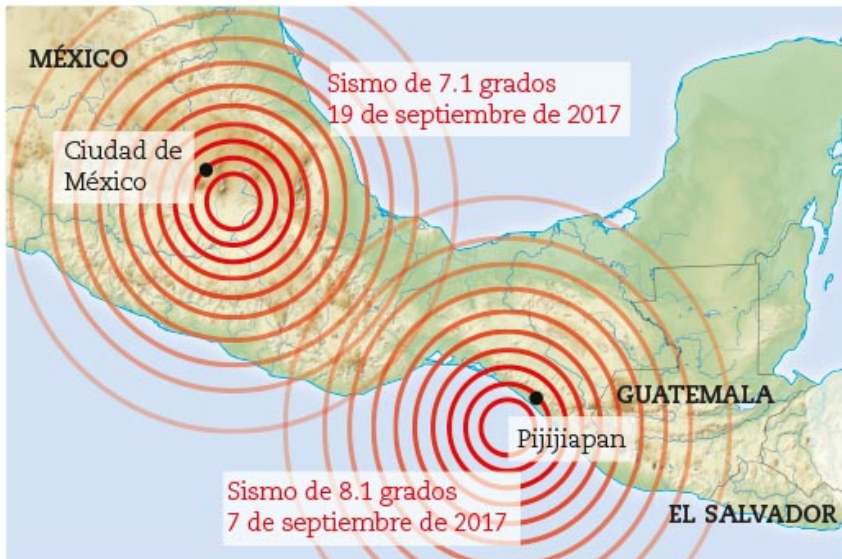 MÉXICO
Sismo de 7.1 grados
19 de septiembre de 2017
Ciudad de
México
GUATEMALA
Pijijiapan
Sismo de 8.1 grados
7 de septiembre de 2017
EL SALVADOR